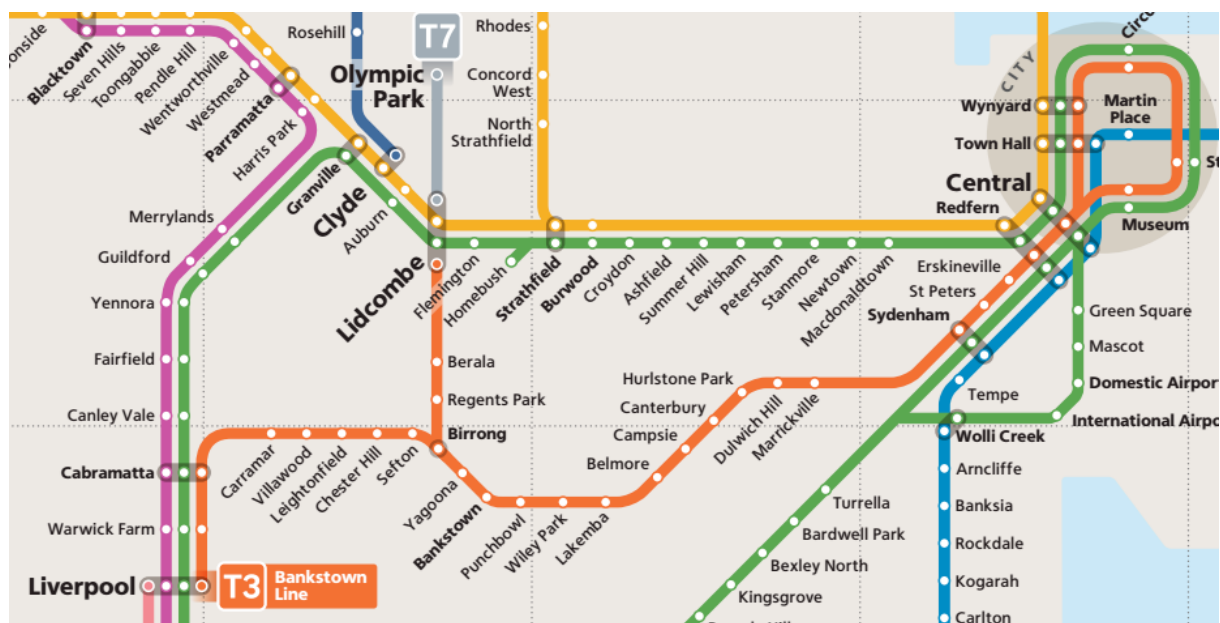 onside
Blacktown
Seven Hills
Toongabbie
Pendle Hill
Wentworthville
Westmead
Parramatta
Harris Park
Rosehill
T7
Olympic
Park
Rhodes
Concord
West
North
Strathfield
CITY
Circu
Wynyard
Martin
Place
Town Hall
St
Central
Redfern
Museum
Granville
Clyde
Auburn
Merrylands
Guildford
Yennora
Fairfield
Canley Vale
Cabramatta
Warwick Farm
Liverpool
T3
Bankstown
Line
Lidcombe
Flemington
Homebush
Strathfield
Burwood
Croydon
Ashfield
Summer Hill
Lewisham
Petersham
Stanmore
Newtown
Macdonaldtown
Erskineville
St Peters
Sydenham
Green Square
Mascot
Domestic Airport
International Airpo
Tempe
Wolli Creek
Berala
Regents Park
Birrong
Carramar
Villawood
Leightonfield
Chester Hill
Sefton
Yagoona
Bankstown
Punchbowl
Wiley Park
Lakemba
Belmore
Campsie
Canterbury
Hurlstone Park
Dulwich Hill
Marrickville
Turrella
Bardwell Park
Bexley North
Kingsgrove
Arncliffe
Banksia
Rockdale
Kogarah
Carlton